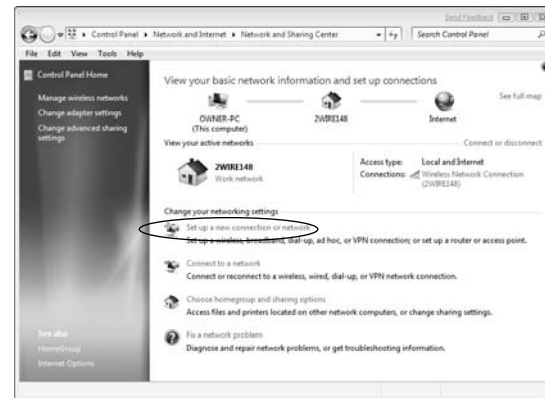 Send Feedback
Control Panel ▸ Network and Internet ▸ Network and Sharing Center
Search Control Panel
File Edit View Tools Help
Control Panel Home
Manage wireless networks
Change adapter settings
Change advanced sharing
settings
See also
HomeGroup
Internet Options
View your basic network information and set up connections
See full map
OWNER-PC
(This computer)
2WIRE148
Internet
View your active networks
Connect or disconnect
2WIRE148
Work network
Access type: Local and Internet
Connections: Wireless Network Connection
(2WIRE148)
Change your networking settings
Set up a new connection or network
Set up a wireless, broadband, dial-up, ad hoc, or VPN connection; or set up a router or access point.
Connect to a network
Connect or reconnect to a wireless, wired, dial-up, or VPN network connection.
Choose homegroup and sharing options
Access files and printers located on other network computers, or change sharing settings.
Fix a network problem
Diagnose and repair network problems, or get troubleshooting information.